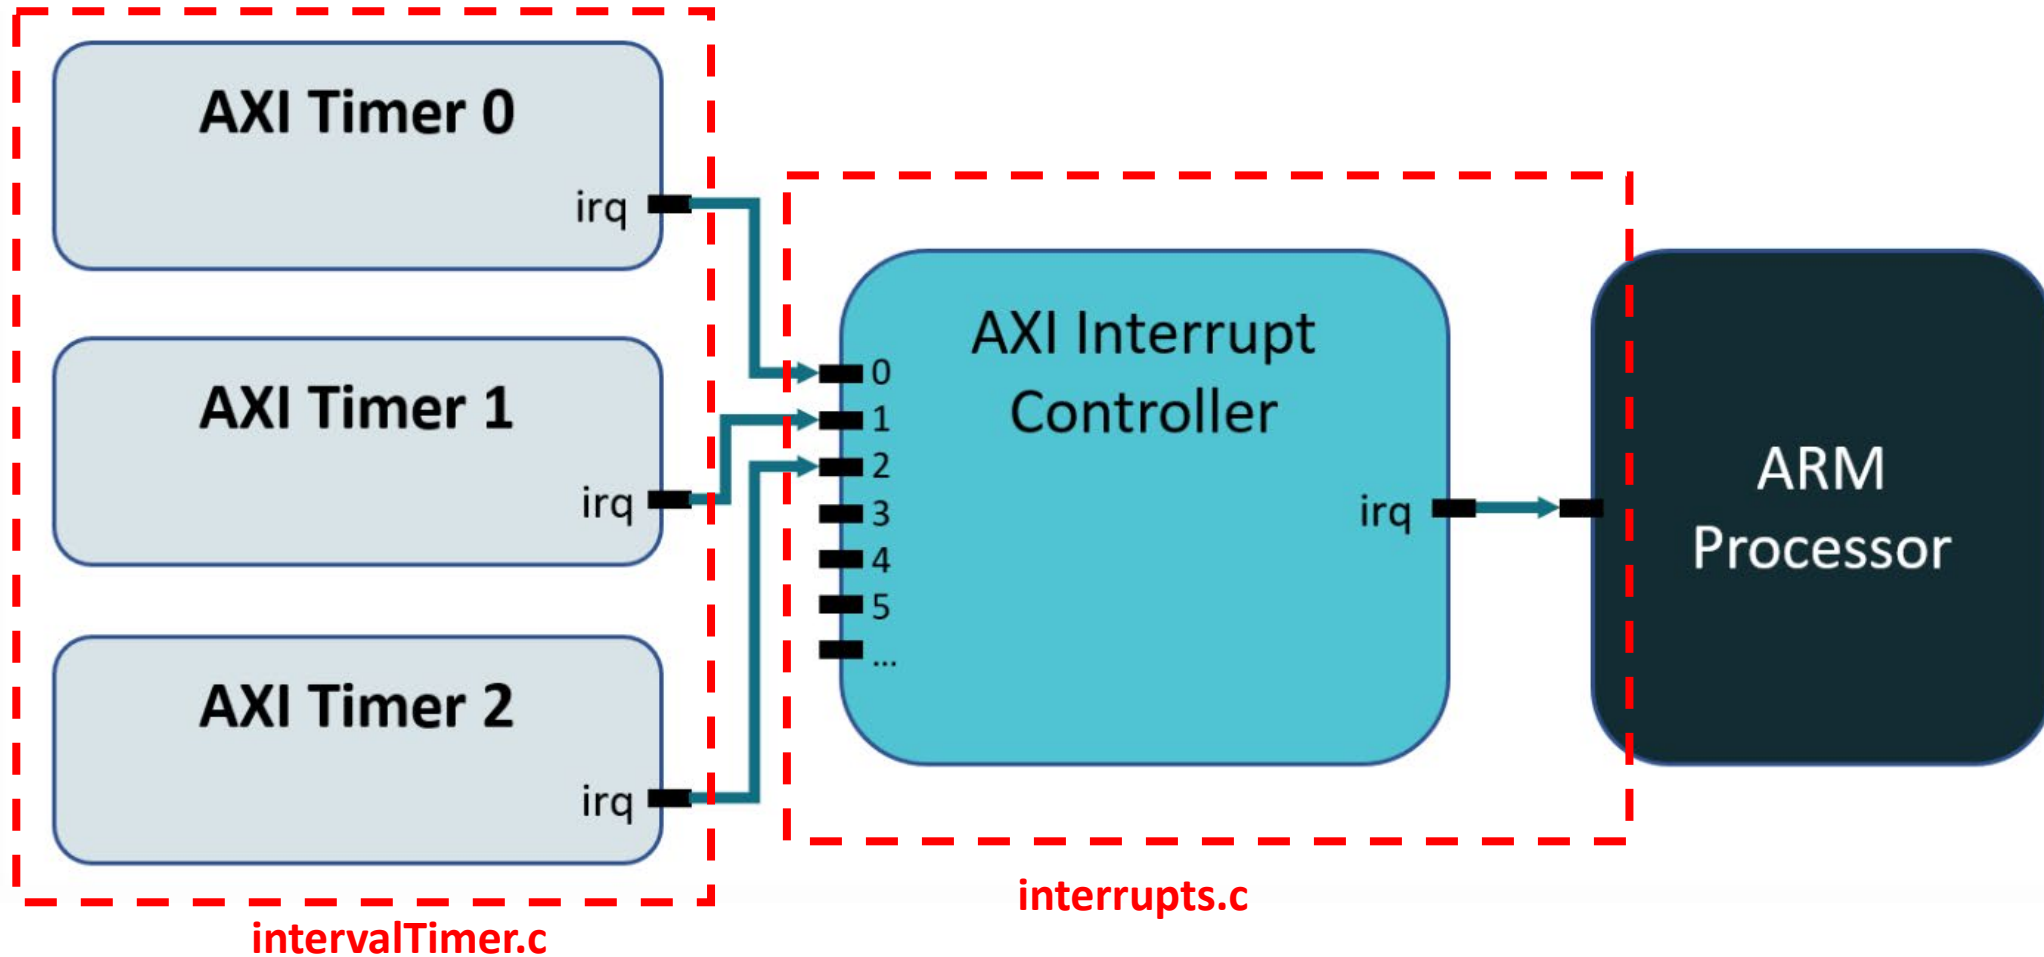 AXI Timer 0
irq
AXI Timer 1
irq
AXI Timer 2
irq
intervalTimer.c
AXI Interrupt
Controller
0
1
2
3
4
5
...
irq
interrupts.c
ARM
Processor